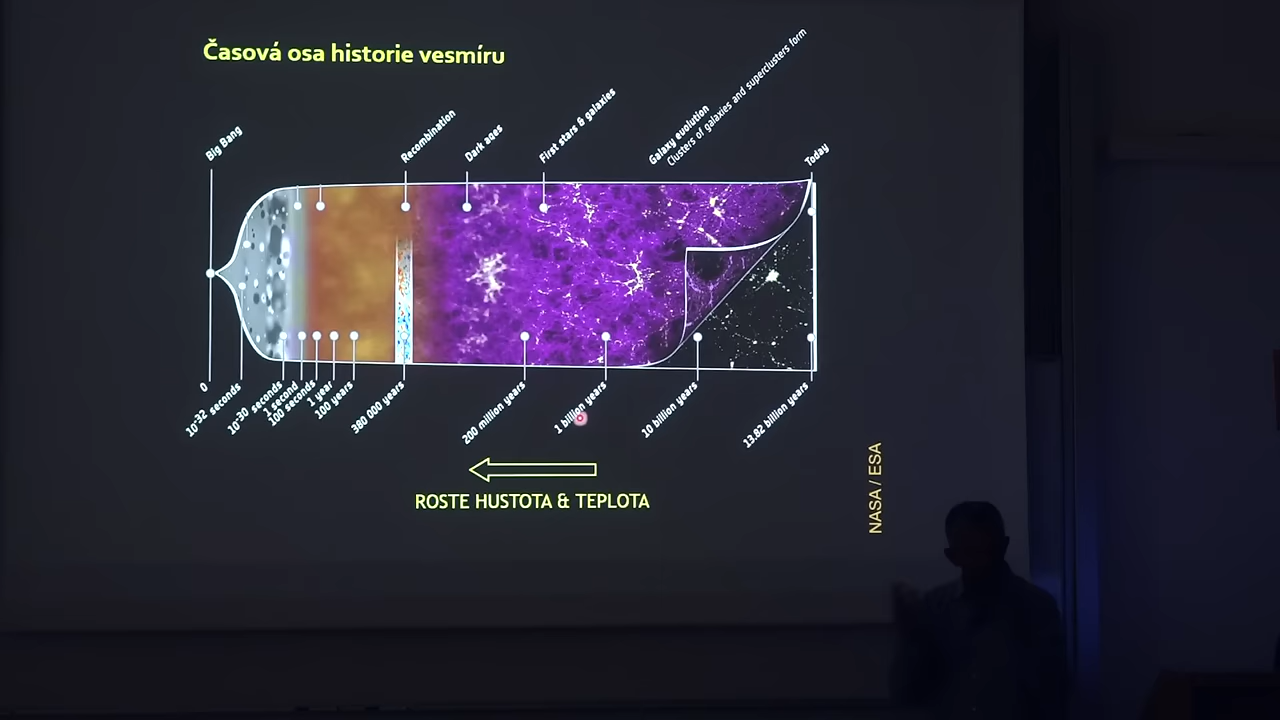 Časová osa historie vesmíru
Big Bang
Recombination
Dark ages
First stars & galaxies
Galaxy evolution
Clusters of galaxies and superclusters form
Today
0
10-32 seconds
10-30 seconds
1 second
100 seconds
1 year
100 years
380 000 years
200 million years
1 billion years
10 billion years
13.82 billion years
ROSTE HUSTOTA & TEPLOTA
NASA / ESA